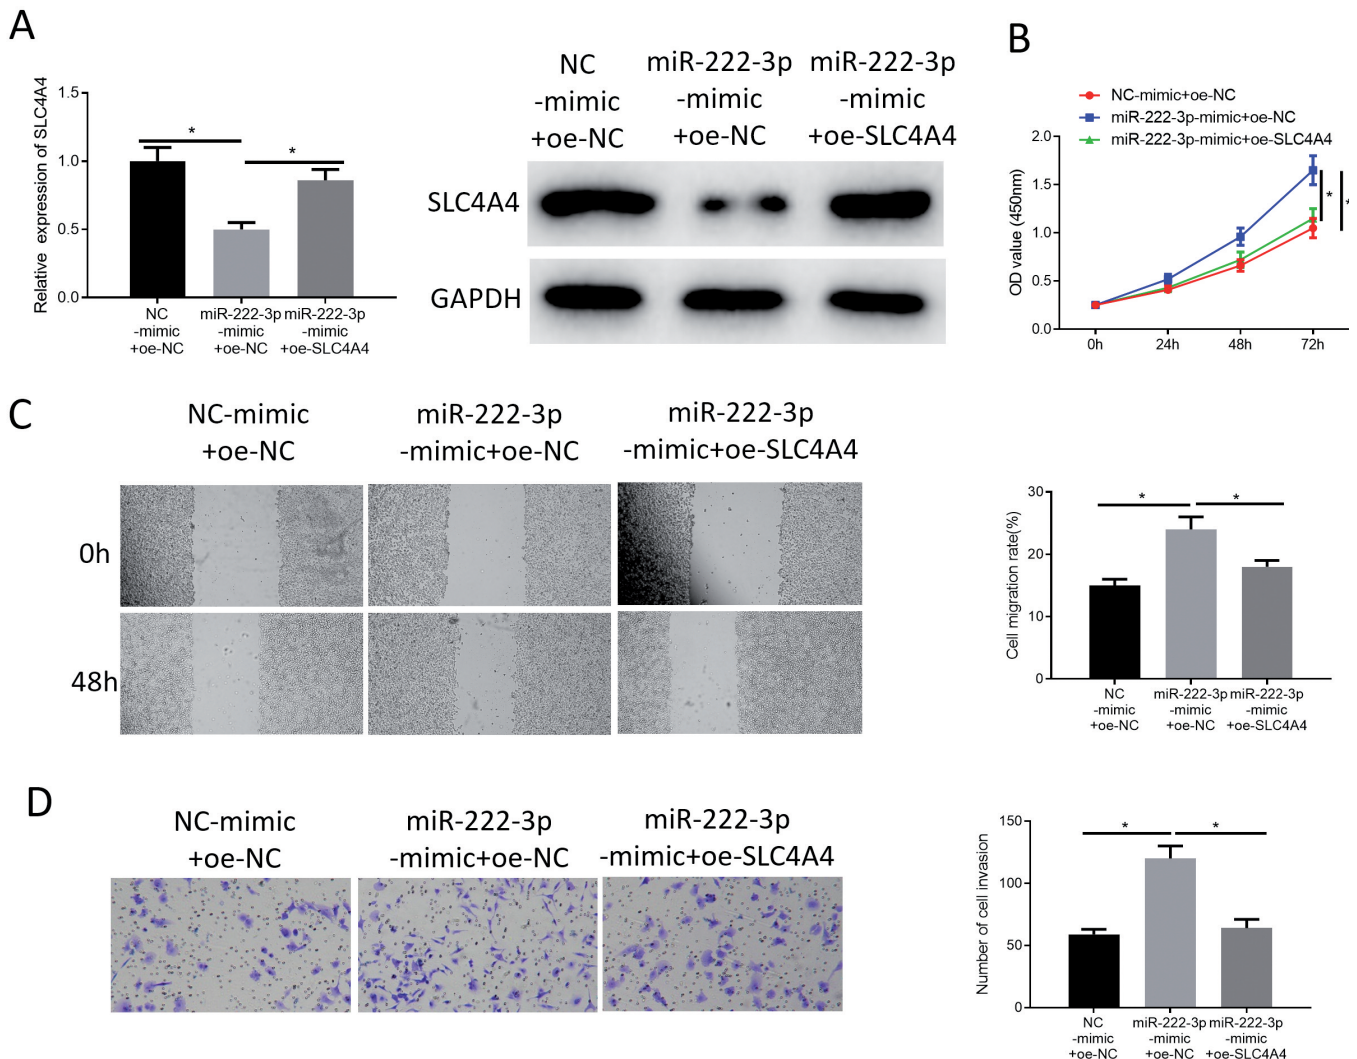 A
Relative expression of SLC4A4
1.5
1.0
0.5
0.0
*
*
NC
-mimic
+oe-NC
miR-222-3p
-mimic
+oe-NC
miR-222-3p
-mimic
+oe-SLC4A4
NC
-mimic
+oe-NC
miR-222-3p
-mimic
+oe-NC
miR-222-3p
-mimic
+oe-SLC4A4
SLC4A4
GAPDH
B
NC-mimic+oe-NC
miR-222-3p-mimic+oe-NC
miR-222-3p-mimic+oe-SLC4A4
OD value (450nm)
2.0
1.5
1.0
0.5
0.0
0h
24h
48h
72h
*
*
C
NC-mimic
+oe-NC
miR-222-3p
-mimic+oe-NC
miR-222-3p
-mimic+oe-SLC4A4
0h
48h
Cell migration rate(%)
30
20
10
0
*
*
NC
-mimic
+oe-NC
miR-222-3p
-mimic
+oe-NC
miR-222-3p
-mimic
+oe-SLC4A4
D
NC-mimic
+oe-NC
miR-222-3p
-mimic+oe-NC
miR-222-3p
-mimic+oe-SLC4A4
Number of cell invasion
150
100
50
0
*
*
NC
-mimic
+oe-NC
miR-222-3p
-mimic
+oe-NC
miR-222-3p
-mimic
+oe-SLC4A4